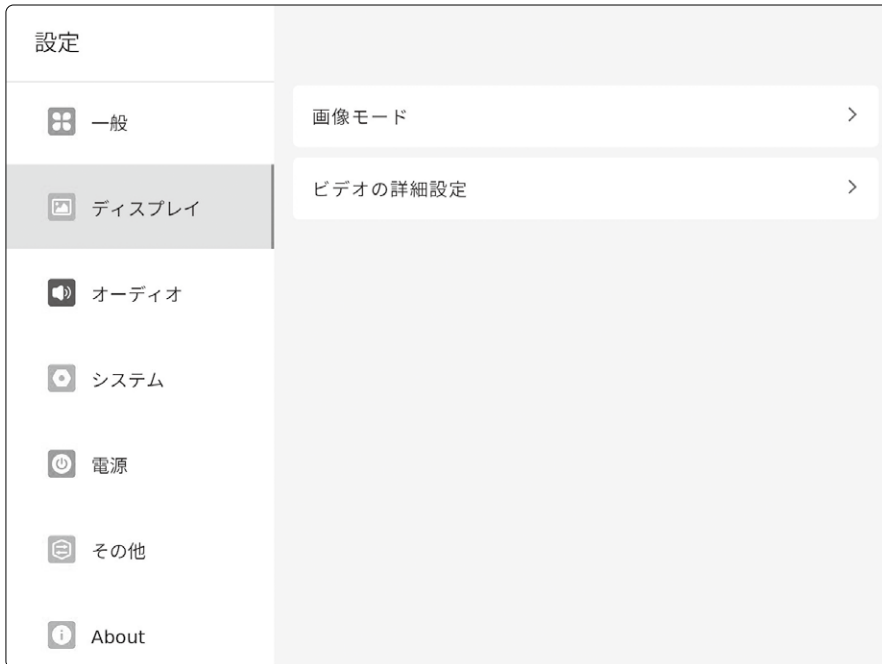 設定
一般
ディスプレイ
オーディオ
システム
電源
その他
About
画像モード
ビデオの詳細設定